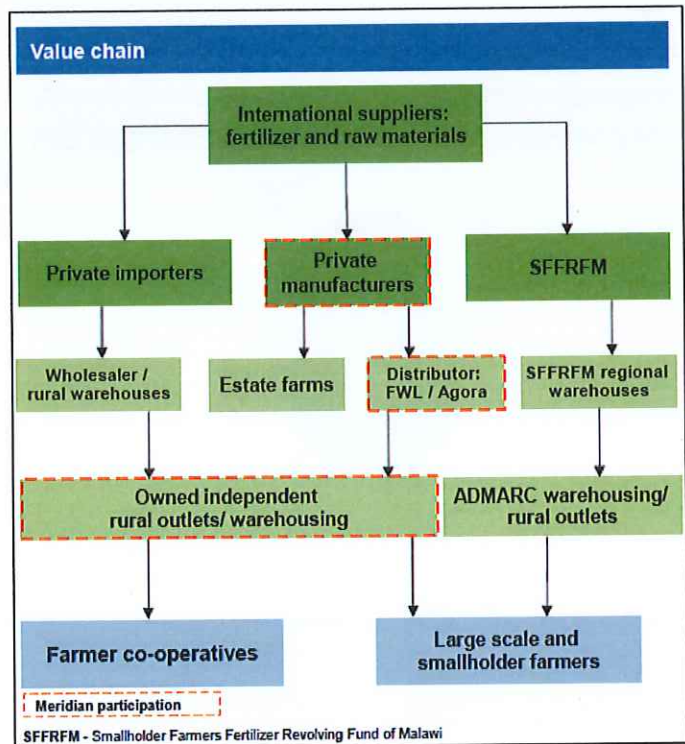 Value chain
International suppliers:
fertilizer and raw materials
Private importers
Private
manufacturers
SFFRFM
Wholesaler /
rural warehouses
Estate farms
Distributor:
FWL / Agora
SFFRFM regional
warehouses
Owned independent
rural outlets/ warehousing
ADMARC warehousing/
rural outlets
Farmer co-operatives
Large scale and
smallholder farmers
Meridian participation
SFFRFM - Smallholder Farmers Fertilizer Revolving Fund of Malawi